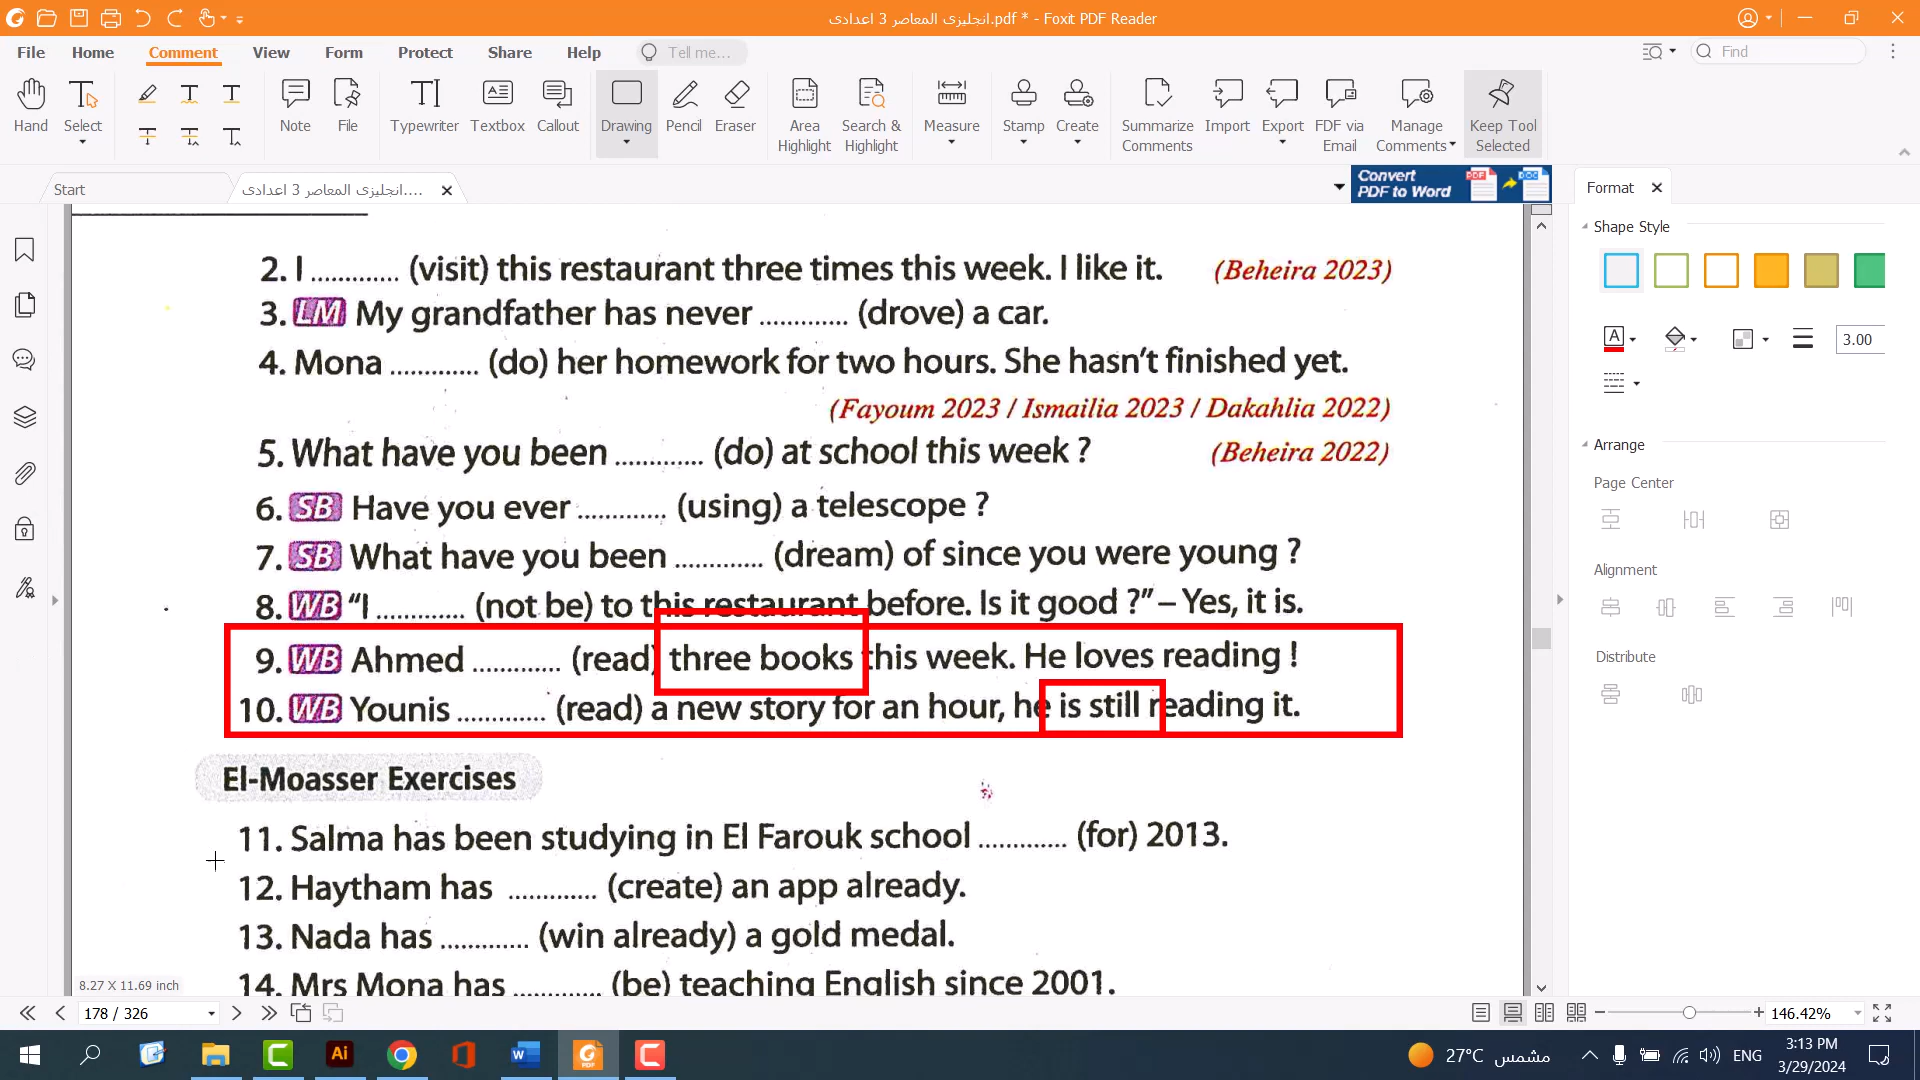 انجليزى المعاصر 3 اعدادى.pdf * - Foxit PDF Reader
File Home Comment View Form Protect Share Help Tell me... Find
Hand Select Note File Typewriter Textbox Callout Drawing Pencil Eraser Area Highlight Search & Highlight Measure Stamp Create Summarize Comments Import Export FDF via Email Manage Comments Keep Tool Selected
Start انجليزى المعاصر 3 اعدادى.... Convert PDF to Word PDF DOC Format
2. I ............. (visit) this restaurant three times this week. I like it. (Beheira 2023)
3. LM My grandfather has never ............. (drove) a car.
4. Mona ............. (do) her homework for two hours. She hasn't finished yet.
(Fayoum 2023 / Ismailia 2023 / Dakahlia 2022)
5. What have you been ............. (do) at school this week ? (Beheira 2022)
6. SB Have you ever ............. (using) a telescope ?
7. SB What have you been ............. (dream) of since you were young ?
8. WB “I ............. (not be) to this restaurant before. Is it good ?” – Yes, it is.
9. WB Ahmed ............. (read) three books this week. He loves reading !
10. WB Younis ............. (read) a new story for an hour, he is still reading it.
El-Moasser Exercises
11. Salma has been studying in El Farouk school ............. (for) 2013.
12. Haytham has ............. (create) an app already.
13. Nada has ............. (win already) a gold medal.
14. Mrs Mona has ............. (be) teaching English since 2001.
Shape Style
A
3.00
Arrange
Page Center
Alignment
Distribute
8.27 X 11.69 inch
178 / 326
146.42%
Ai
27°C مشمس
ENG
3:13 PM
3/29/2024